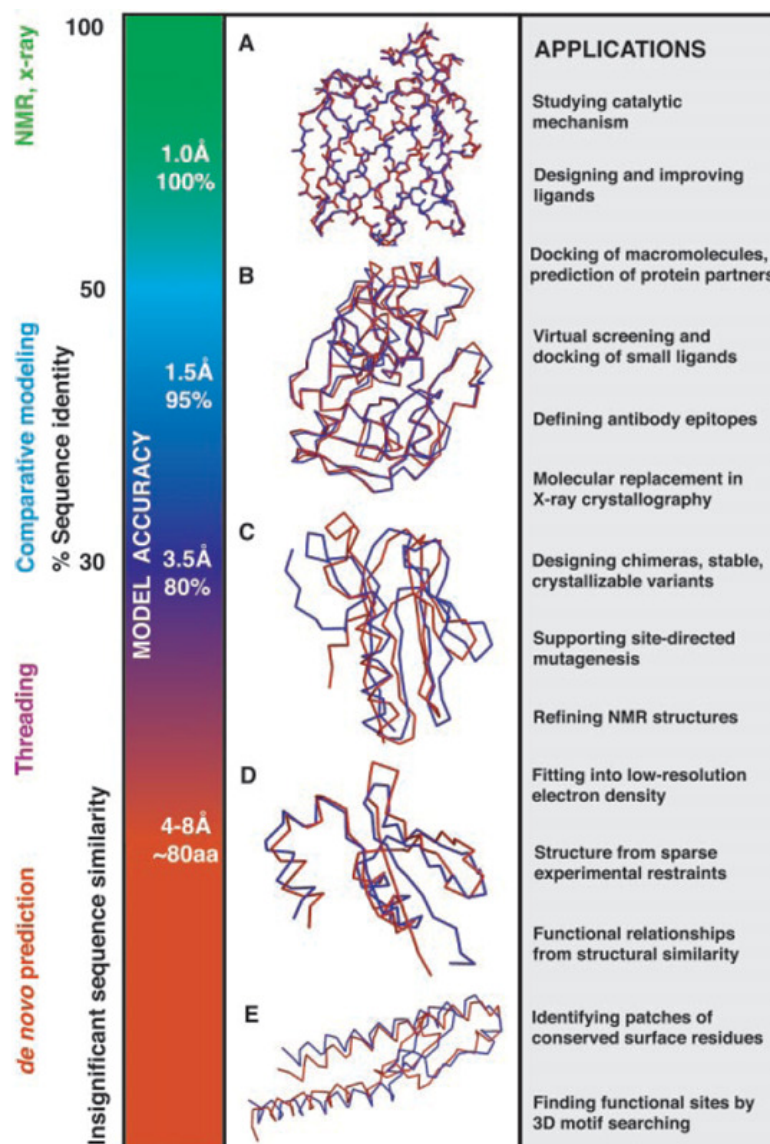 NMR, x-ray
Comparative modeling
Threading
de novo prediction
100
50
30
% Sequence identity
Insignificant sequence similarity
MODEL ACCURACY
1.0Å
100%
1.5Å
95%
3.5Å
80%
4-8Å
~80aa
A
B
C
D
E
APPLICATIONS
Studying catalytic
mechanism
Designing and improving
ligands
Docking of macromolecules,
prediction of protein partners
Virtual screening and
docking of small ligands
Defining antibody epitopes
Molecular replacement in
X-ray crystallography
Designing chimeras, stable,
crystallizable variants
Supporting site-directed
mutagenesis
Refining NMR structures
Fitting into low-resolution
electron density
Structure from sparse
experimental restraints
Functional relationships
from structural similarity
Identifying patches of
conserved surface residues
Finding functional sites by
3D motif searching